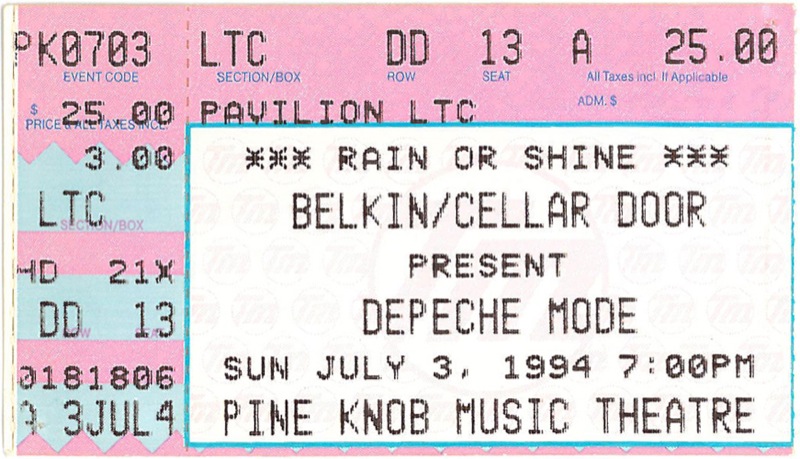 PK0703 LTC DD 13 A 25.00
EVENT CODE SECTION/BOX ROW SEAT All Taxes incl. If Applicable
$ ADM. $
25.00 PAVILION LTC
PRICE & ALL TAXES INCL.
3.00 *** RAIN OR SHINE ***
LTC BELKIN/CELLAR DOOR
SECTION/BOX
HD 21X PRESENT
DD 13 DEPECHE MODE
ROW SEAT
SUN JULY 3, 1994 7:00PM
0181806
3JUL4 PINE KNOB MUSIC THEATRE